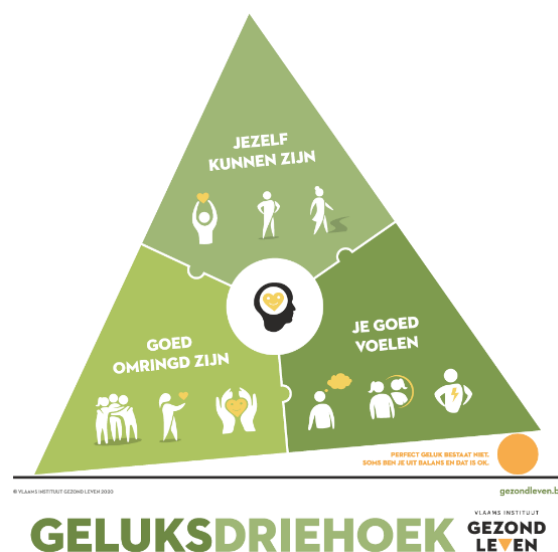 JEZELF
KUNNEN ZIJN
GOED
OMRINGD ZIJN
JE GOED
VOELEN
PERFECT GELUK BESTAAT NIET.
SOMS BEN JE UIT BALANS EN DAT IS OK.
© VLAAMS INSTITUUT GEZOND LEVEN 2020
gezondleven.b
GELUKSDRIEHOEK
VLAAMS INSTITUUT
GEZOND
LEVEN